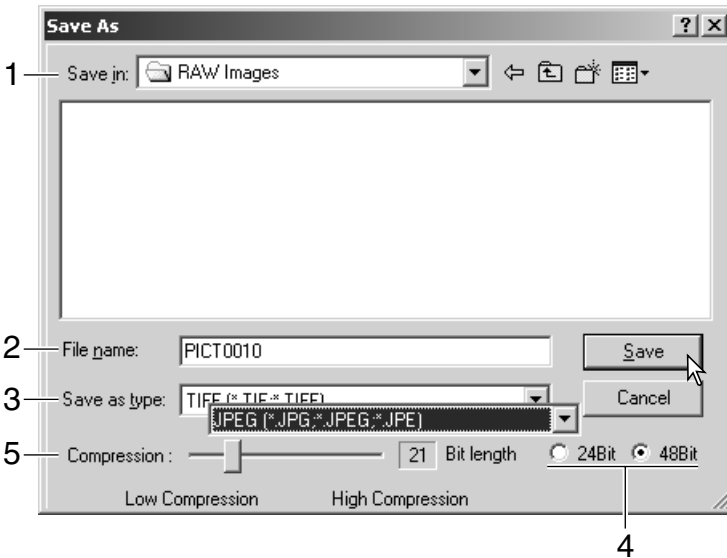 Save As
1 Save in: RAW Images
2 File name: PICT0010 Save
3 Save as type: TIFF (*.TIF;*.TIFF) Cancel
JPEG (*.JPG;*.JPEG;*.JPE)
5 Compression : 21 Bit length 24Bit 48Bit
Low Compression High Compression
4